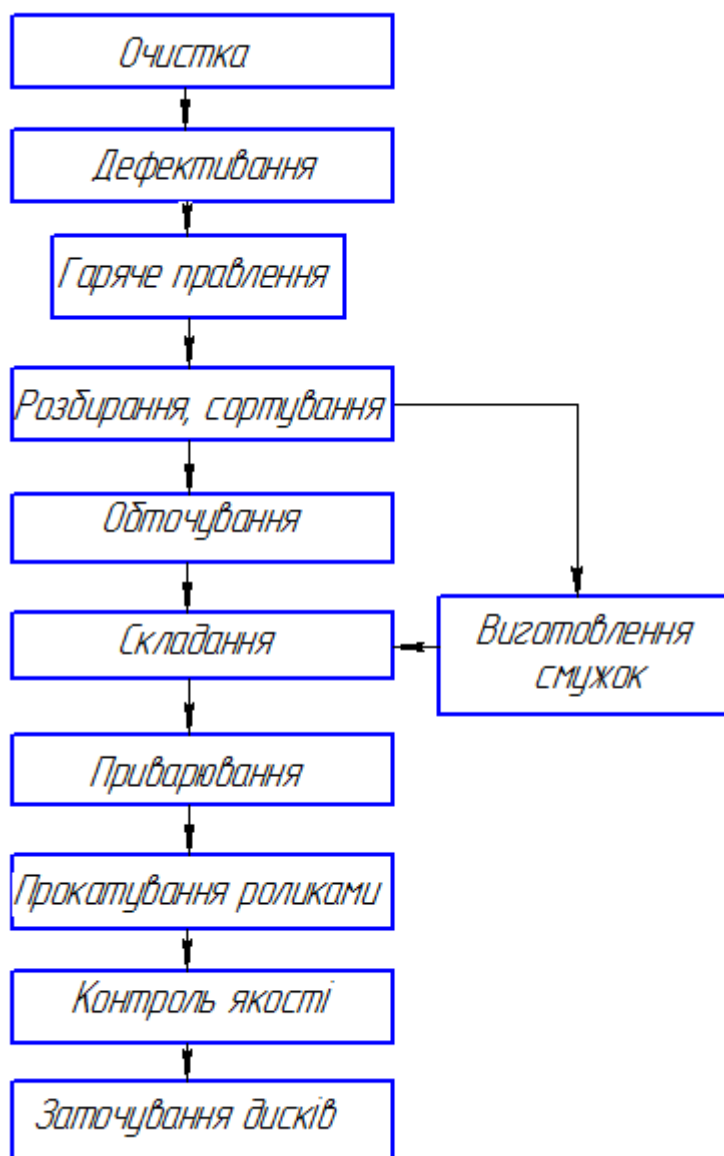 Очистка
Дефективання
Гаряче правлення
Розбирання, сортування
Обточування
Складання
Виготовлення
смужок
Приварювання
Прокатування роликами
Контроль якості
Заточування дисків